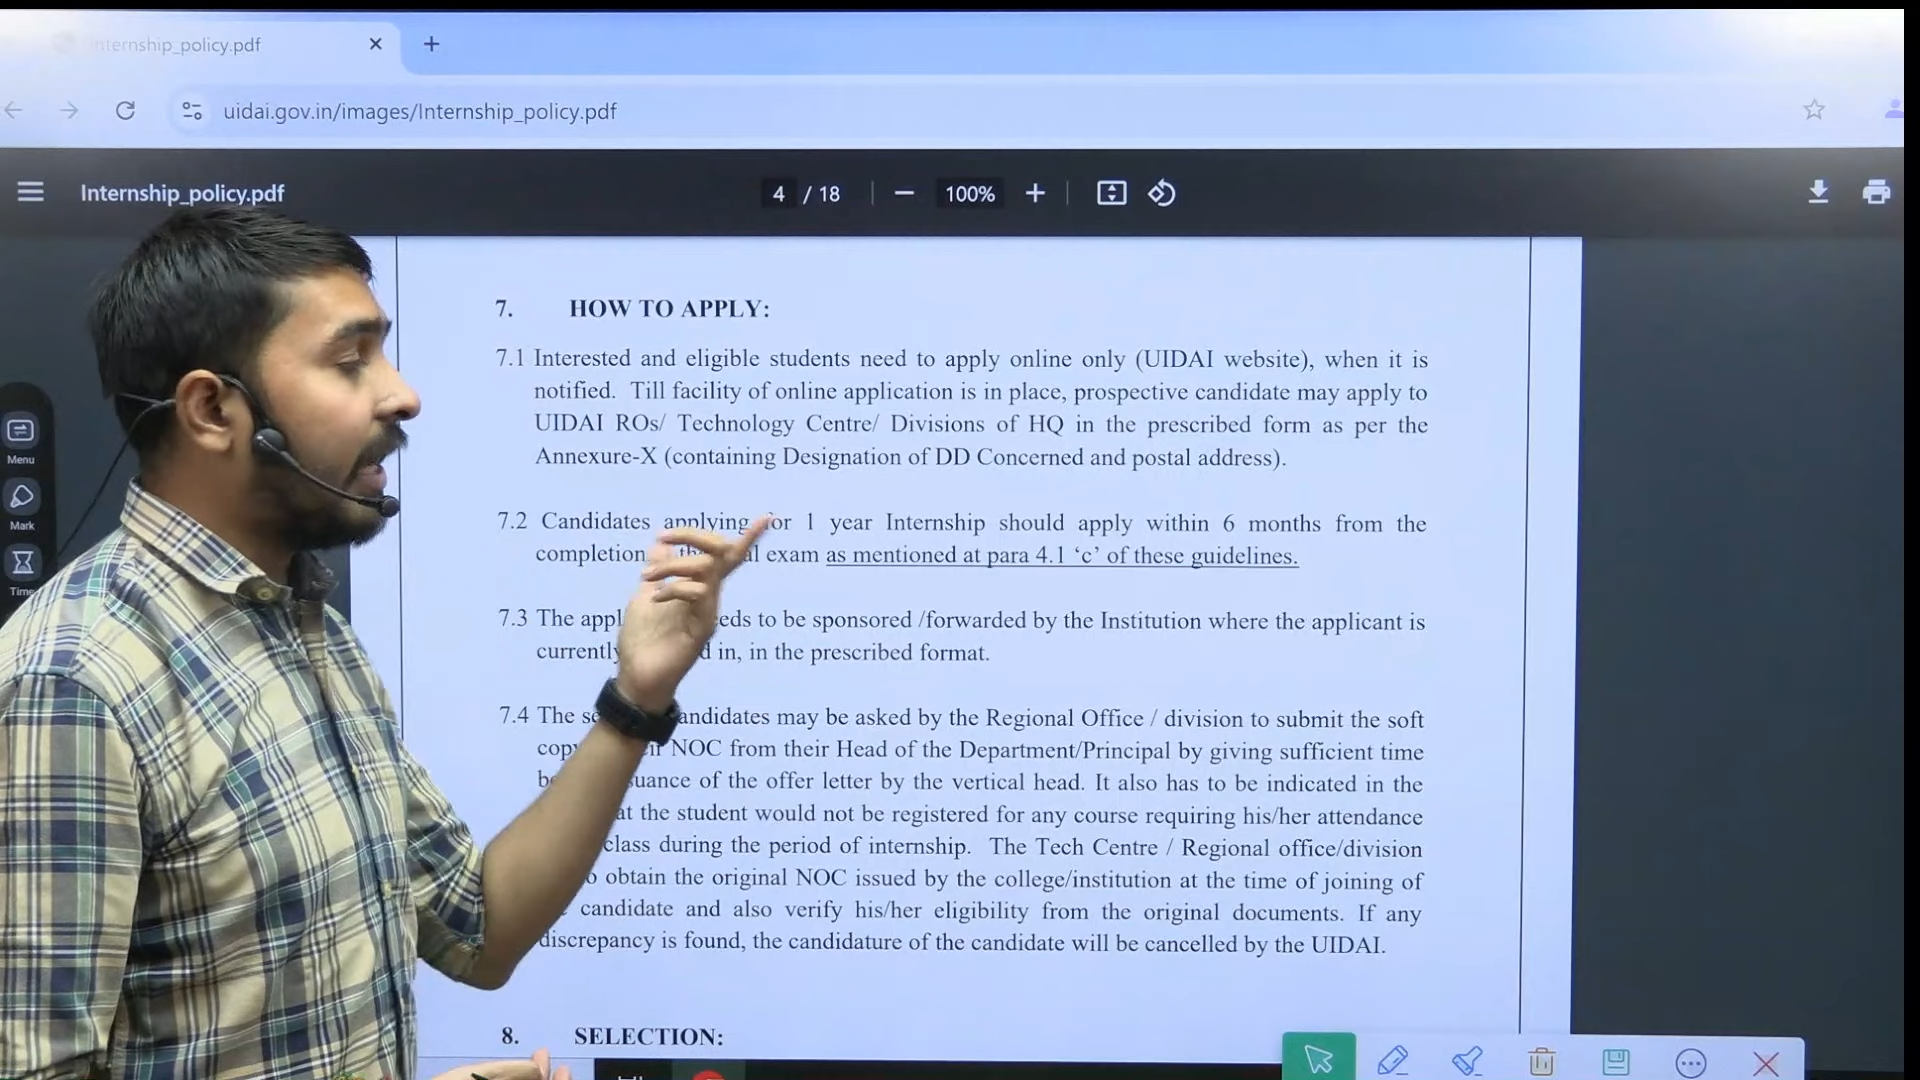 Internship_policy.pdf
uidai.gov.in/images/Internship_policy.pdf
Internship_policy.pdf
4 / 18
100%
7. HOW TO APPLY:
7.1 Interested and eligible students need to apply online only (UIDAI website), when it is
notified. Till facility of online application is in place, prospective candidate may apply to
UIDAI ROs/ Technology Centre/ Divisions of HQ in the prescribed form as per the
Annexure-X (containing Designation of DD Concerned and postal address).
7.2 Candidates applying for 1 year Internship should apply within 6 months from the
completion exam as mentioned at para 4.1 ‘c’ of these guidelines.
7.3 The to be sponsored /forwarded by the Institution where the applicant is
currently in, in the prescribed format.
7.4 The candidates may be asked by the Regional Office / division to submit the soft
NOC from their Head of the Department/Principal by giving sufficient time
of the offer letter by the vertical head. It also has to be indicated in the
the student would not be registered for any course requiring his/her attendance
class during the period of internship. The Tech Centre / Regional office/division
obtain the original NOC issued by the college/institution at the time of joining of
candidate and also verify his/her eligibility from the original documents. If any
discrepancy is found, the candidature of the candidate will be cancelled by the UIDAI.
8. SELECTION:
Menu
Mark
Time